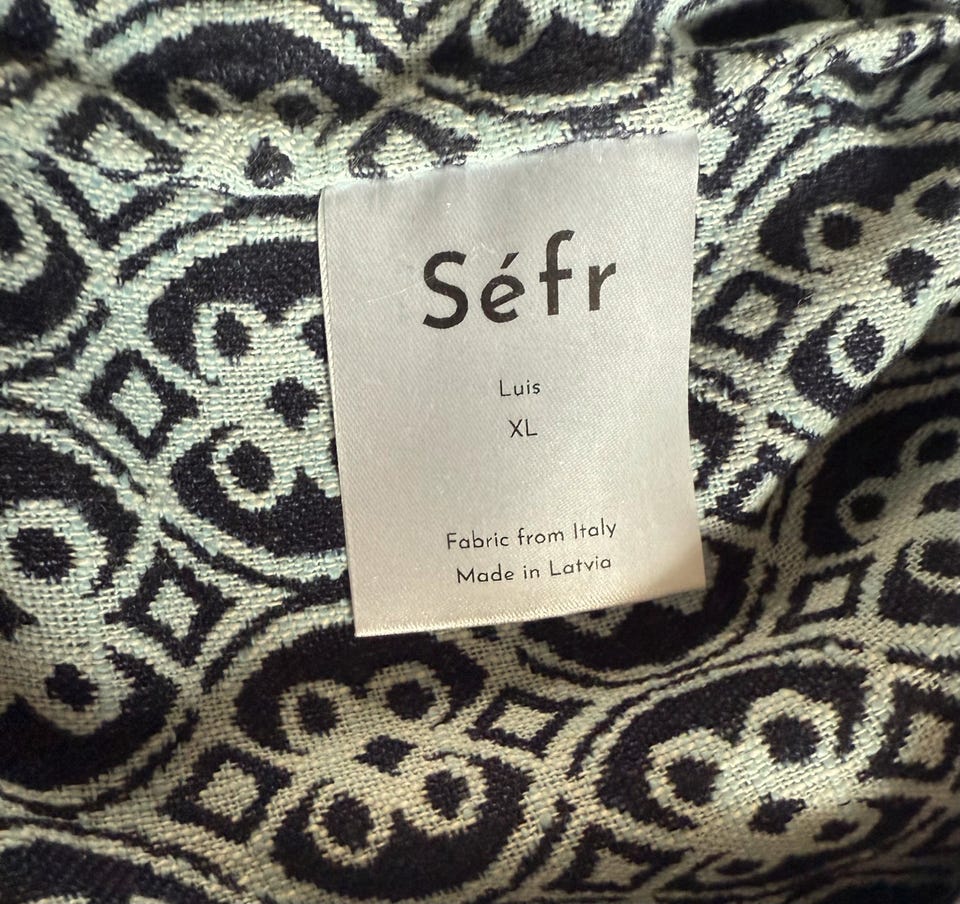 Séfr
Luis
XL
Fabric from Italy
Made in Latvia